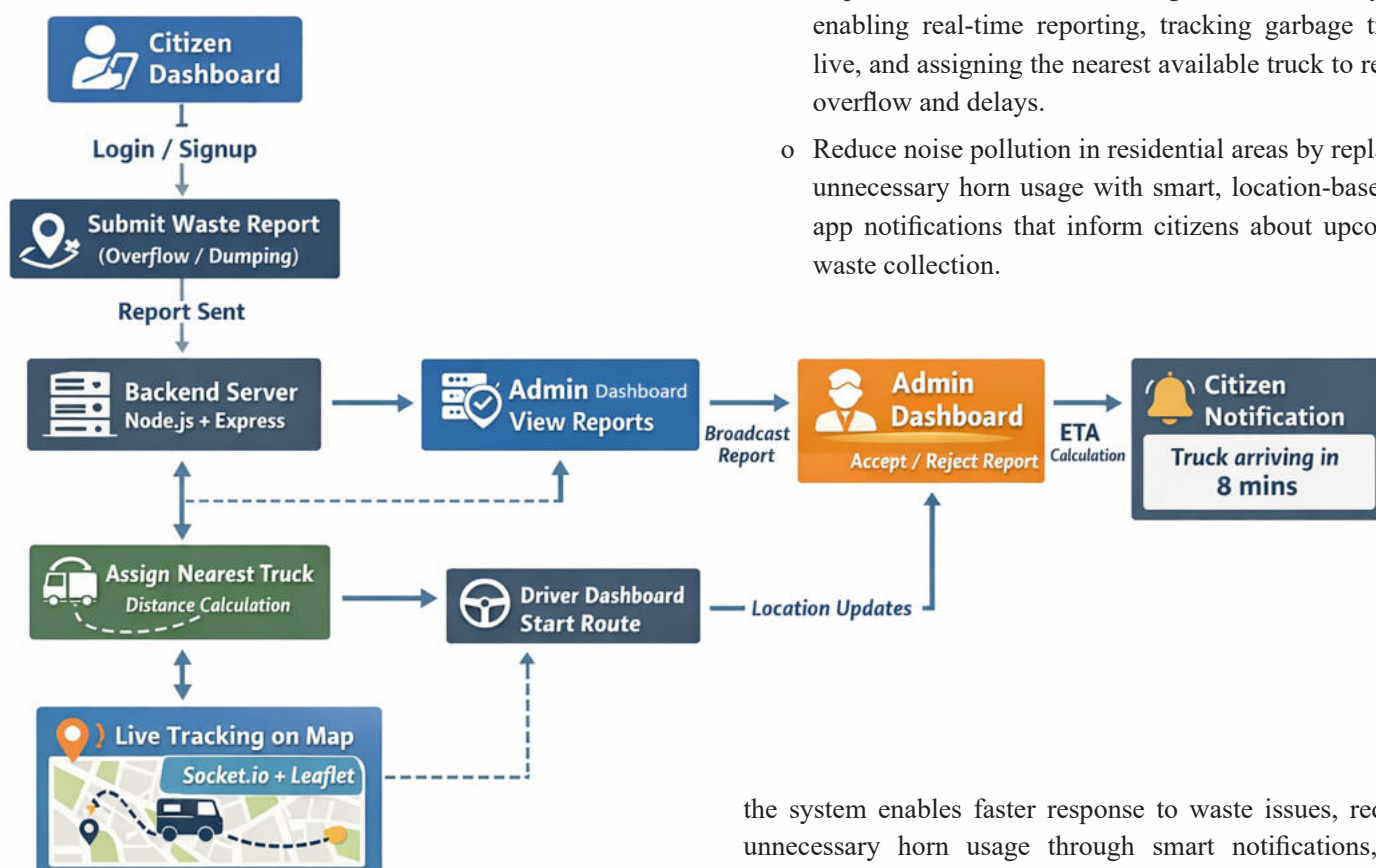 Citizen
Dashboard
Login / Signup
Submit Waste Report
(Overflow / Dumping)
Report Sent
Backend Server
Node.js + Express
Admin Dashboard
View Reports
Broadcast
Report
Admin
Dashboard
Accept / Reject Report
ETA
Calculation
Citizen
Notification
Truck arriving in
8 mins
Assign Nearest Truck
Distance Calculation
Driver Dashboard
Start Route
Location Updates
Live Tracking on Map
Socket.io + Leaflet
enabling real-time reporting, tracking garbage
live, and assigning the nearest available truck to
overflow and delays.
o Reduce noise pollution in residential areas by
unnecessary horn usage with smart,
app notifications that inform citizens about
waste collection.
the system enables faster response to waste issues,
unnecessary horn usage through smart notifications,